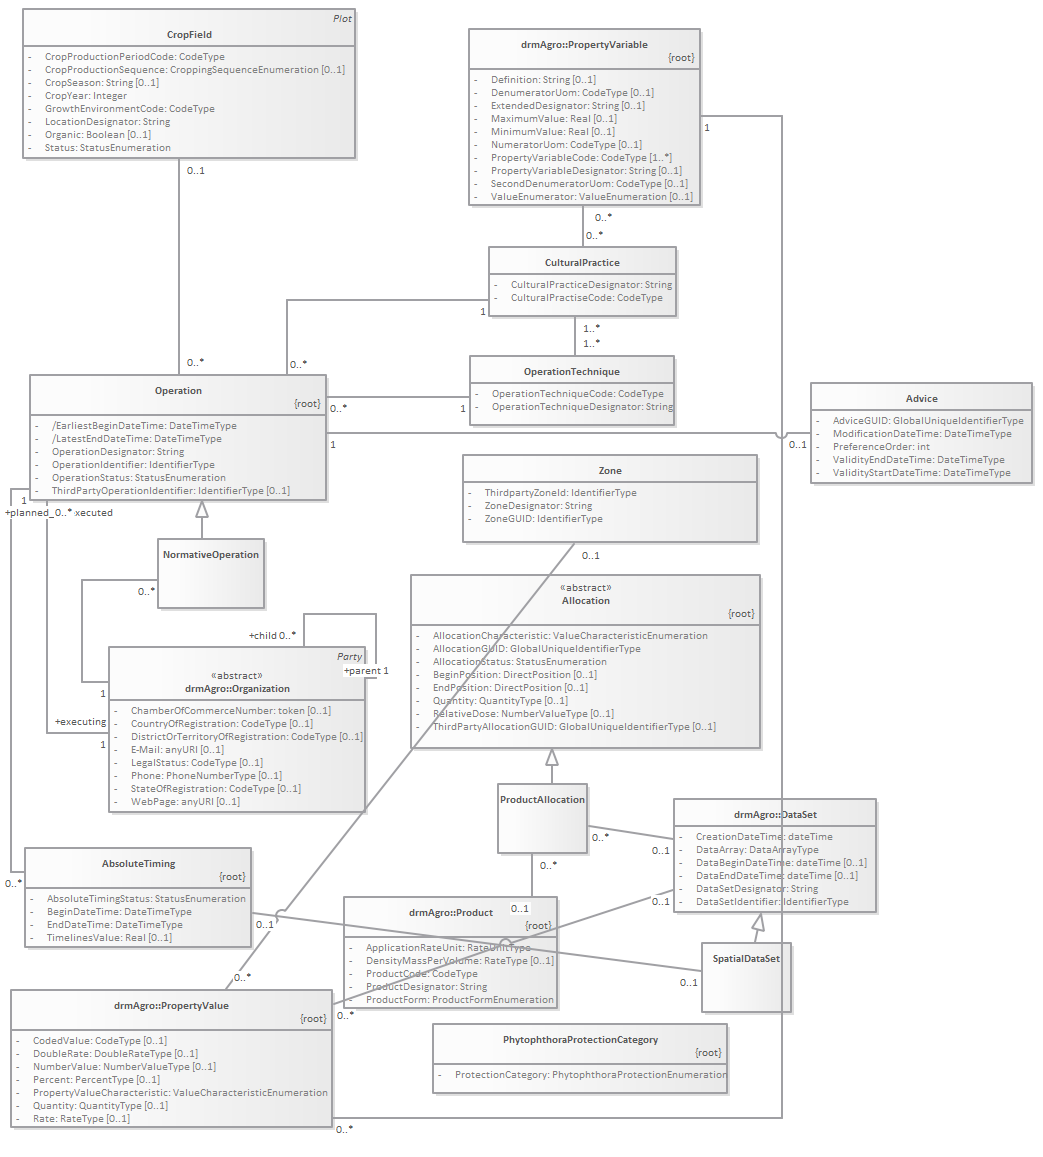 Plot
CropField
- CropProductionPeriodCode: CodeType
- CropProductionSequence: CroppingSequenceEnumeration [0..1]
- CropSeason: String [0..1]
- CropYear: Integer
- GrowthEnvironmentCode: CodeType
- LocationDesignator: String
- Organic: Boolean [0..1]
- Status: StatusEnumeration
0..1
0..*
drmAgro::PropertyVariable
{root}
- Definition: String [0..1]
- DenumeratorUom: CodeType [0..1]
- ExtendedDesignator: String [0..1]
- MaximumValue: Real [0..1]
- MinimumValue: Real [0..1]
- NumeratorUom: CodeType [0..1]
- PropertyVariableCode: CodeType [1..*]
- PropertyVariableDesignator: String [0..1]
- SecondDenumeratorUom: CodeType [0..1]
- ValueEnumerator: ValueEnumeration [0..1]
1
0..*
0..*
CulturalPractice
- CulturalPracticeDesignator: String
- CulturalPractiseCode: CodeType
1
0..*
1..*
1..*
OperationTechnique
- OperationTechniqueCode: CodeType
- OperationTechniqueDesignator: String
0..*
1
Operation
{root}
- /EarliestBeginDateTime: DateTimeType
- /LatestEndDateTime: DateTimeType
- OperationDesignator: String
- OperationIdentifier: IdentifierType
- OperationStatus: StatusEnumeration
- ThirdPartyOperationIdentifier: IdentifierType [0..1]
1
0..1
Advice
- AdviceGUID: GlobalUniqueIdentifierType
- ModificationDateTime: DateTimeType
- PreferenceOrder: int
- ValidityEndDateTime: DateTimeType
- ValidityStartDateTime: DateTimeType
1
+planned_0..* xecuted
Zone
- ThirdpartyZoneId: IdentifierType
- ZoneDesignator: String
- ZoneGUID: IdentifierType
0..1
NormativeOperation
0..*
+child 0..*
+parent 1
Party
«abstract»
drmAgro::Organization
- ChamberOfCommerceNumber: token [0..1]
- CountryOfRegistration: CodeType [0..1]
- DistrictOrTerritoryOfRegistration: CodeType [0..1]
- E-Mail: anyURI [0..1]
- LegalStatus: CodeType [0..1]
- Phone: PhoneNumberType [0..1]
- StateOfRegistration: CodeType [0..1]
- WebPage: anyURI [0..1]
1
+executing
1
«abstract»
Allocation
{root}
- AllocationCharacteristic: ValueCharacteristicEnumeration
- AllocationGUID: GlobalUniqueIdentifierType
- AllocationStatus: StatusEnumeration
- BeginPosition: DirectPosition [0..1]
- EndPosition: DirectPosition [0..1]
- Quantity: QuantityType [0..1]
- RelativeDose: NumberValueType [0..1]
- ThirdPartyAllocationGUID: GlobalUniqueIdentifierType [0..1]
ProductAllocation
0..*
0..1
0..*
0..1
drmAgro::DataSet
- CreationDateTime: dateTime
- DataArray: DataArrayType
- DataBeginDateTime: dateTime [0..1]
- DataEndDateTime: dateTime [0..1]
- DataSetDesignator: String
- DataSetIdentifier: IdentifierType
0..1
AbsoluteTiming
{root}
- AbsoluteTimingStatus: StatusEnumeration
- BeginDateTime: DateTimeType
- EndDateTime: DateTimeType
- TimelinesValue: Real [0..1]
0..*
0..1
drmAgro::Product
{root}
- ApplicationRateUnit: RateUnitType
- DensityMassPerVolume: RateType [0..1]
- ProductCode: CodeType
- ProductDesignator: String
- ProductForm: ProductFormEnumeration
SpatialDataSet
0..1
0..*
drmAgro::PropertyValue
{root}
- CodedValue: CodeType [0..1]
- DoubleRate: DoubleRateType [0..1]
- NumberValue: NumberValueType [0..1]
- Percent: PercentType [0..1]
- PropertyValueCharacteristic: ValueCharacteristicEnumeration
- Quantity: QuantityType [0..1]
- Rate: RateType [0..1]
0..*
0..*
PhytophthoraProtectionCategory
{root}
- ProtectionCategory: PhytophthoraProtectionEnumeration